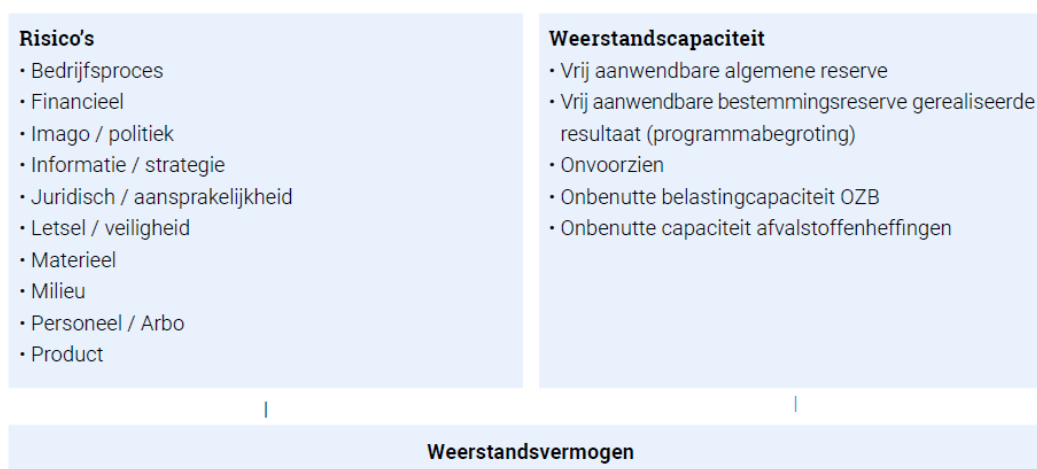 Risico's
• Bedrijfsproces
• Financieel
• Imago / politiek
• Informatie / strategie
• Juridisch / aansprakelijkheid
• Letsel / veiligheid
• Materieel
• Milieu
• Personeel / Arbo
• Product
Weerstandscapaciteit
• Vrij aanwendbare algemene reserve
• Vrij aanwendbare bestemmingsreserve gerealiseerde
resultaat (programmabegroting)
• Onvoorzien
• Onbenutte belastingcapaciteit OZB
• Onbenutte capaciteit afvalstoffenheffingen
Weerstandsvermogen